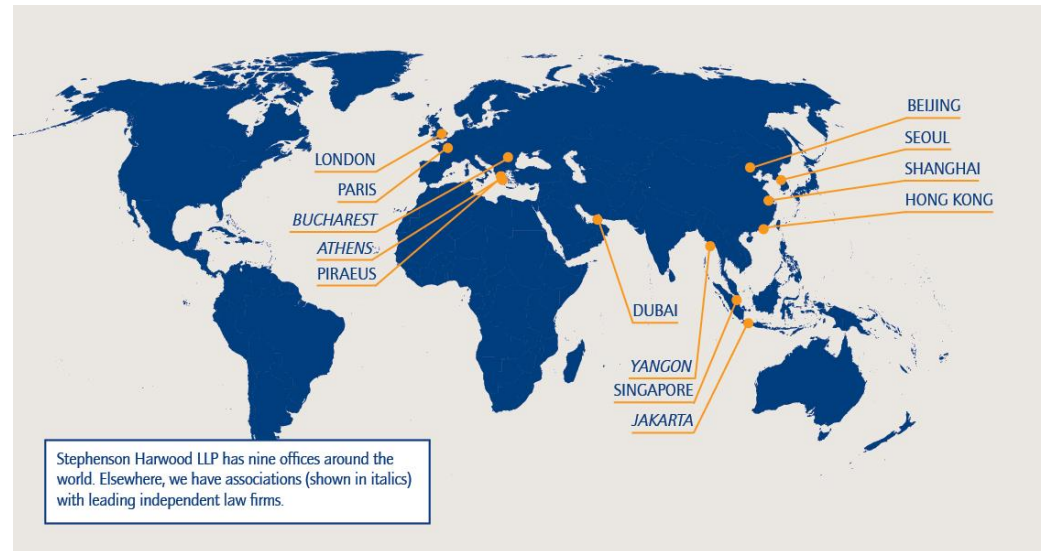 LONDON
PARIS
BUCHAREST
ATHENS
PIRAEUS
BEIJING
SEOUL
SHANGHAI
HONG KONG
DUBAI
YANGON
SINGAPORE
JAKARTA
Stephenson Harwood LLP has nine offices around the
world. Elsewhere, we have associations (shown in italics)
with leading independent law firms.